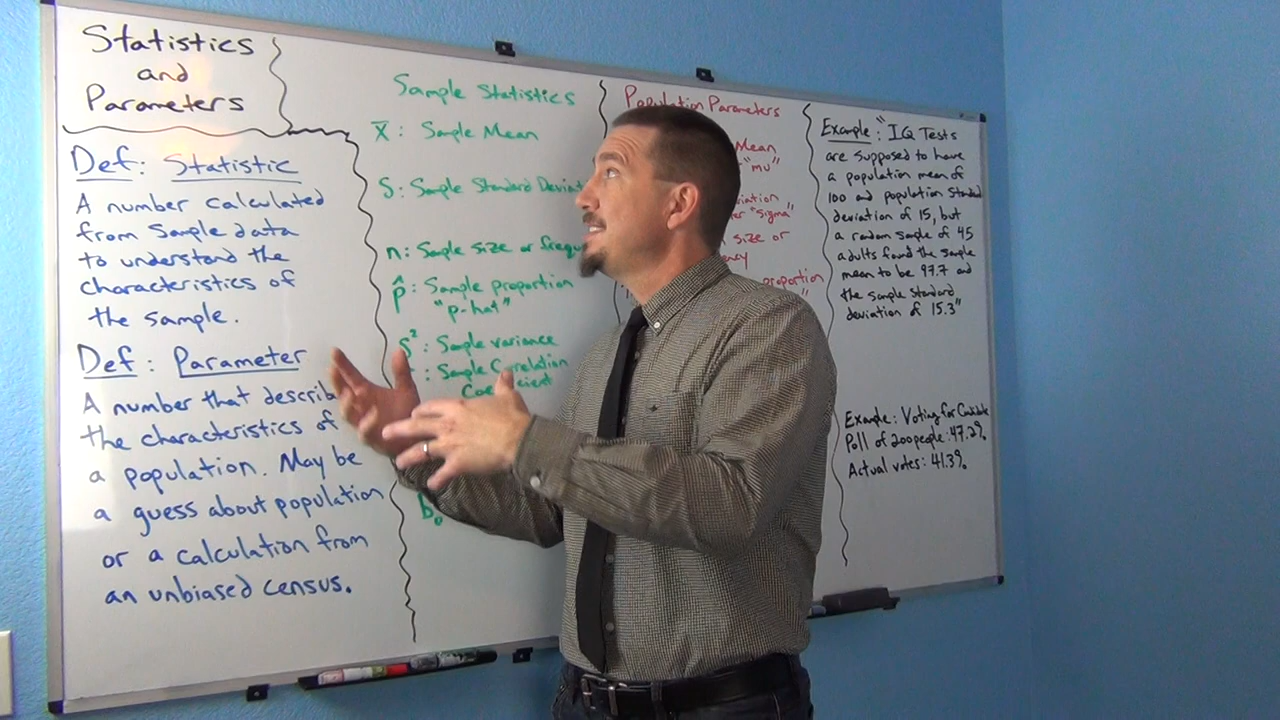 Statistics
and
Parameters
Def: Statistic
A number calculated
from sample data
to understand the
characteristics of
the sample.
Def: Parameter
A number that describ
the characteristics of
a population. May be
a guess about population
or a calculation from
an unbiased census.
Sample Statistics
x̄ : Sample Mean
S: Sample Standard Deviat
n: Sample size or frequ
p̂ : Sample proportion
"p-hat"
s² : Sample variance
: Sample Correlation
Coefficient
b₀
Population Parameters
Mean
"mu"
viation
"sigma"
size or
proportion
Example: "IQ Tests
are supposed to have
a population mean of
100 and population standard
deviation of 15, but
a random sample of 45
adults found the sample
mean to be 97.7 and
the sample standard
deviation of 15.3"
Example: Voting for Candidate
Poll of 200 people: 47.2%
Actual votes: 41.3%